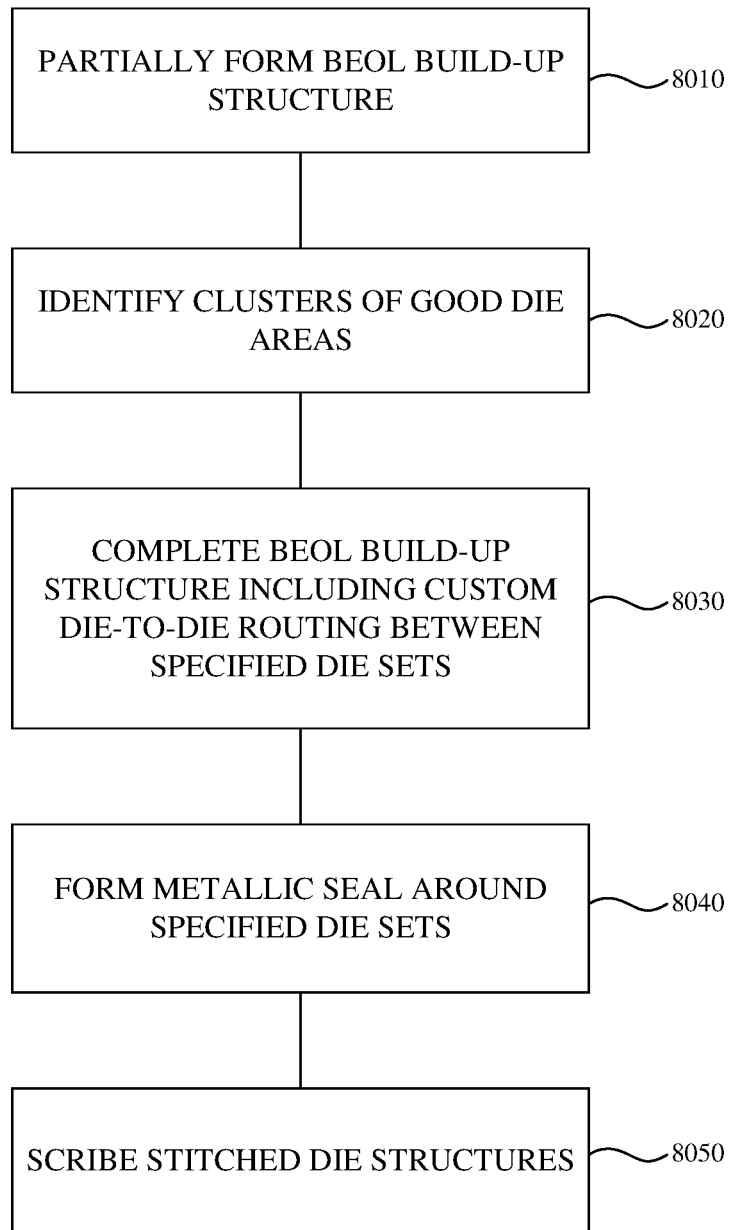 PARTIALLY FORM BEOL BUILD-UP
STRUCTURE
8010
IDENTIFY CLUSTERS OF GOOD DIE
AREAS
8020
COMPLETE BEOL BUILD-UP
STRUCTURE INCLUDING CUSTOM
DIE-TO-DIE ROUTING BETWEEN
SPECIFIED DIE SETS
8030
FORM METALLIC SEAL AROUND
SPECIFIED DIE SETS
8040
SCRIBE STITCHED DIE STRUCTURES
8050